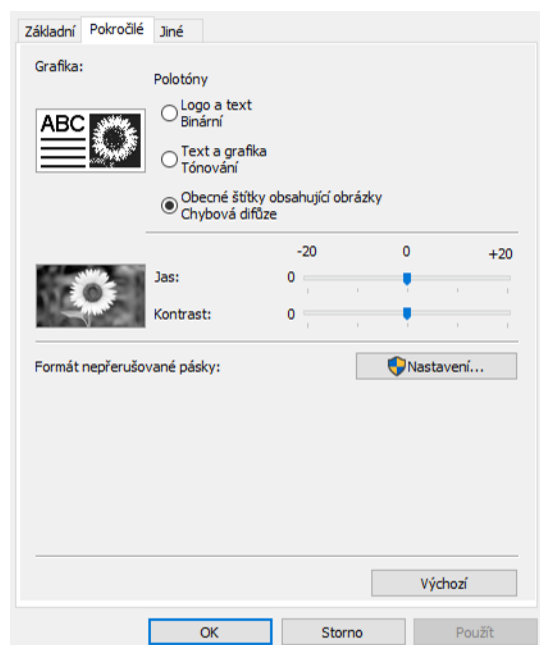 Základní Pokročilé Jiné
Grafika:
Polotóny
ABC
Logo a text
Binární
Text a grafika
Tónování
Obecné štítky obsahující obrázky
Chybová difůze
-20 0 +20
Jas: 0
Kontrast: 0
Formát nepřerušované pásky: Nastavení...
Výchozí
OK Storno Použít